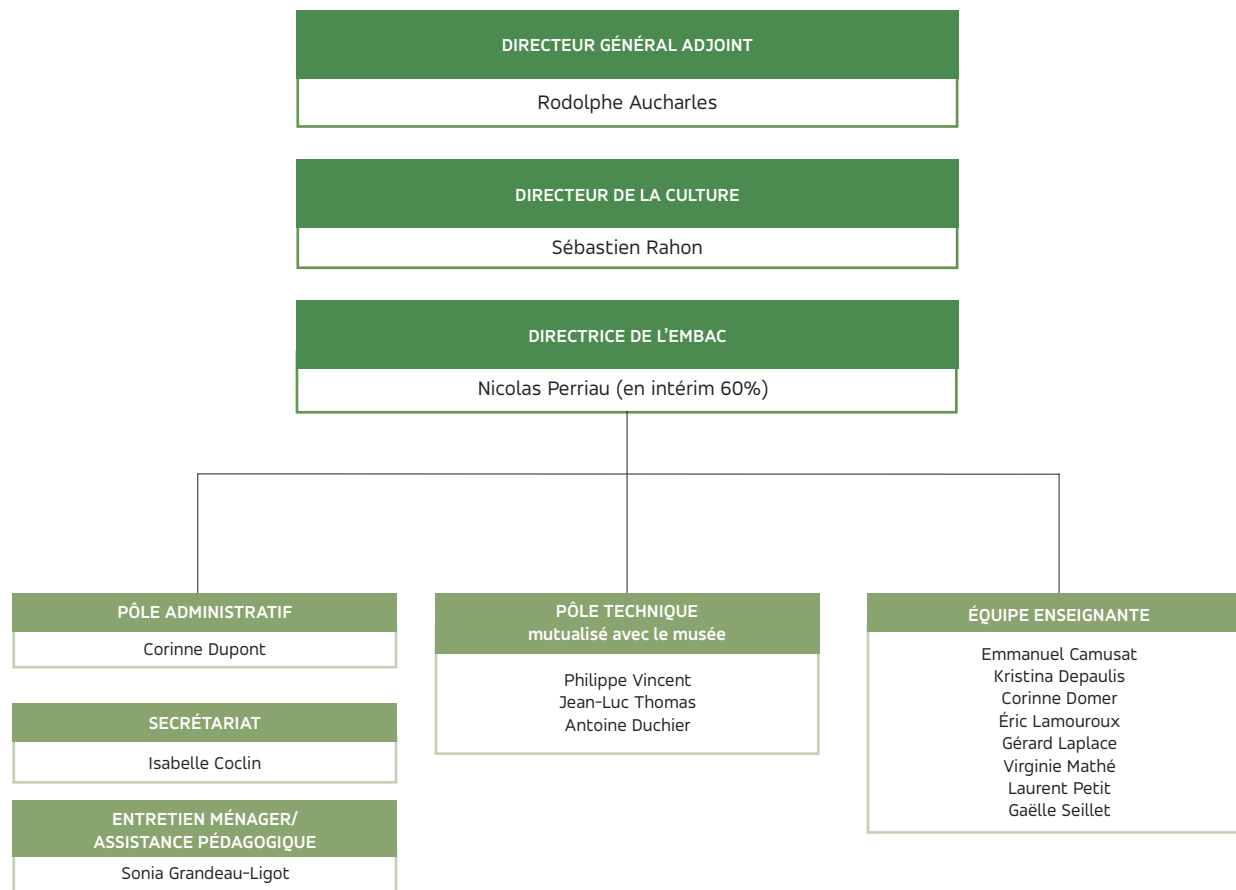 DIRECTEUR GÉNÉRAL ADJOINT
Rodolphe Aucharles
DIRECTEUR DE LA CULTURE
Sébastien Rahon
DIRECTRICE DE L'EMBAC
Nicolas Perriau (en intérim 60%)
PÔLE ADMINISTRATIF
Corinne Dupont
SECRÉTARIAT
Isabelle Coclin
ENTRETIEN MÉNAGER/
ASSISTANCE PÉDAGOGIQUE
Sonia Grandeau-Ligot
PÔLE TECHNIQUE
mutualisé avec le musée
Philippe Vincent
Jean-Luc Thomas
Antoine Duchier
ÉQUIPE ENSEIGNANTE
Emmanuel Camusat
Kristina Depaulis
Corinne Domer
Éric Lamouroux
Gérard Laplace
Virginie Mathé
Laurent Petit
Gaëlle Seillet